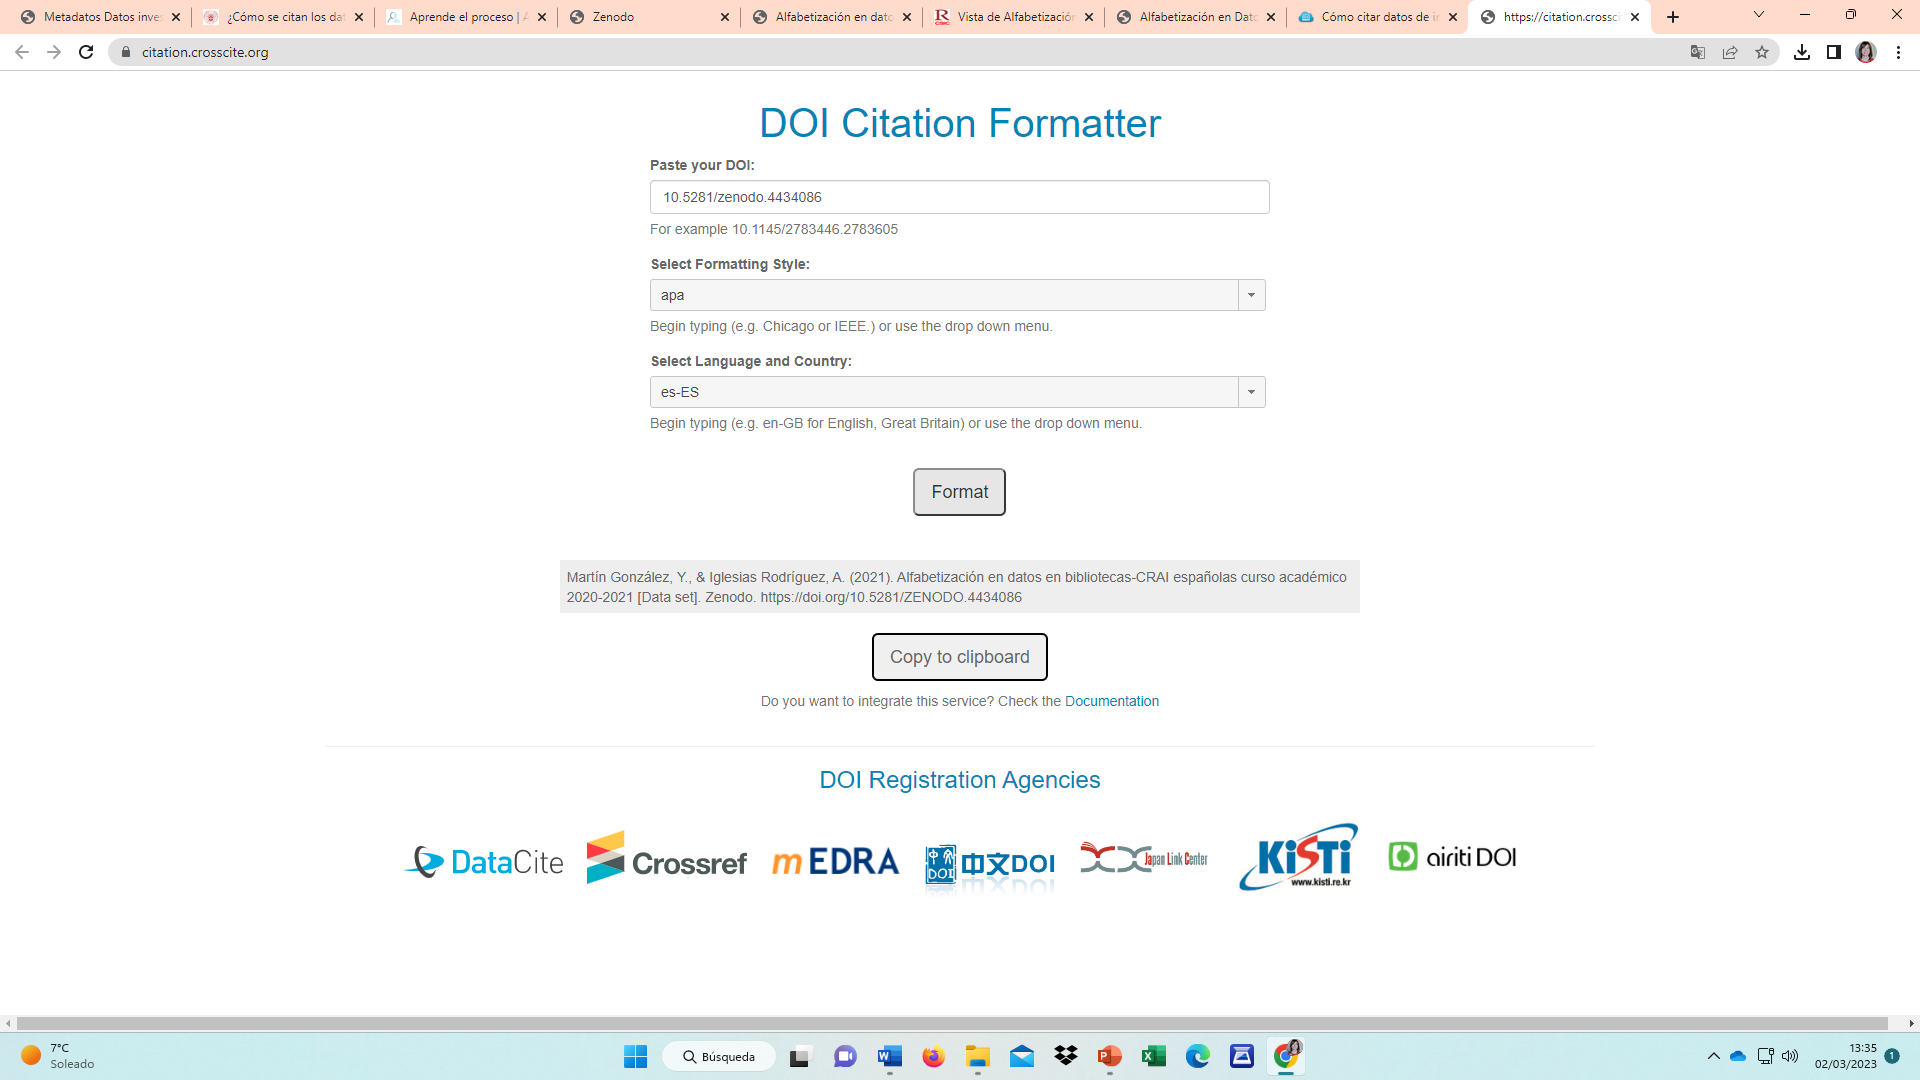 Metadatos Datos inves
¿Cómo se citan los dat
Aprende el proceso | A
Zenodo
Alfabetización en dato
Vista de Alfabetización
Alfabetización en Dato
Cómo citar datos de in
https://citation.crossci
citation.crosscite.org
DOI Citation Formatter
Paste your DOI:
10.5281/zenodo.4434086
For example 10.1145/2783446.2783605
Select Formatting Style:
apa
Begin typing (e.g. Chicago or IEEE.) or use the drop down menu.
Select Language and Country:
es-ES
Begin typing (e.g. en-GB for English, Great Britain) or use the drop down menu.
Format
Martín González, Y., & Iglesias Rodríguez, A. (2021). Alfabetización en datos en bibliotecas-CRAI españolas curso académico
2020-2021 [Data set]. Zenodo. https://doi.org/10.5281/ZENODO.4434086
Copy to clipboard
Do you want to integrate this service? Check the Documentation
DOI Registration Agencies
DataCite
Crossref
mEDRA
中文DOI
Japan Link Center
KiSTi
www.kisti.re.kr
airiti DOI
7°C
Soleado
Búsqueda
13:35
02/03/2023
1